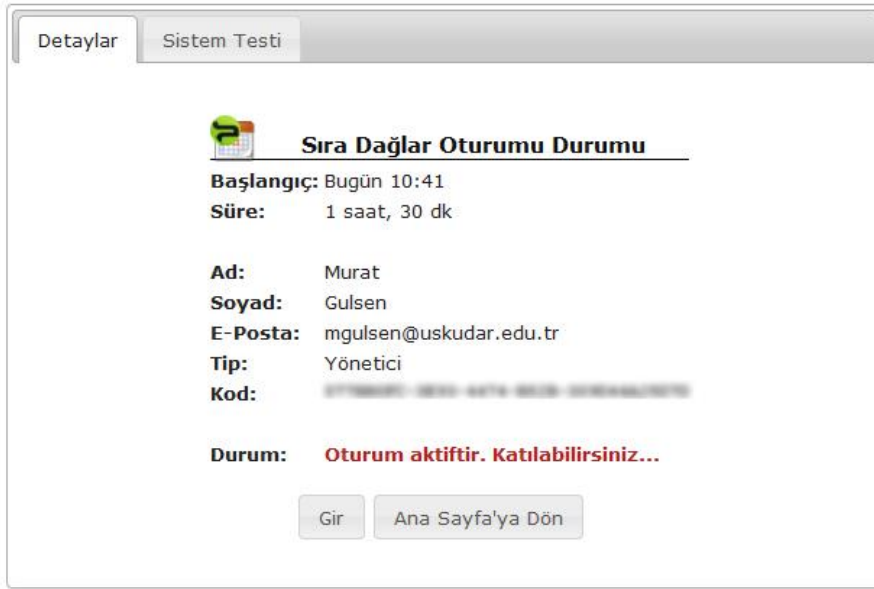 Detaylar Sistem Testi
Sıra Dağlar Oturumu Durumu
Başlangıç: Bugün 10:41
Süre: 1 saat, 30 dk
Ad: Murat
Soyad: Gulsen
E-Posta: mgulsen@uskudar.edu.tr
Tip: Yönetici
Kod:
Durum: Oturum aktiftir. Katılabilirsiniz...
Gir Ana Sayfa'ya Dön